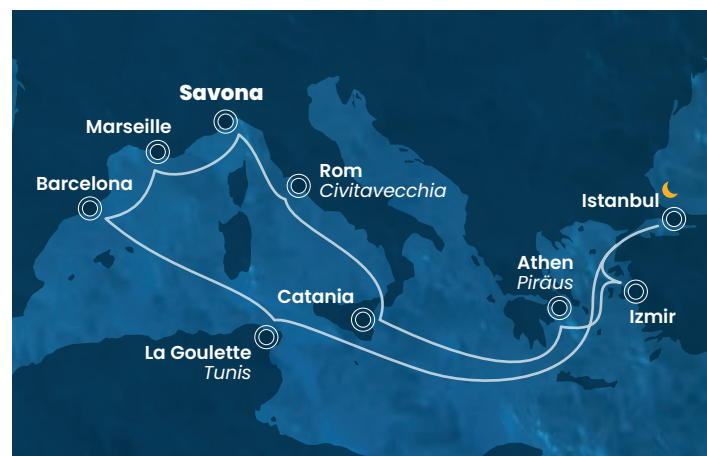 Savona
Marseille
Barcelona
Rom
Civitavecchia
Istanbul
Athen
Piräus
Catania
Izmir
La Goulette
Tunis